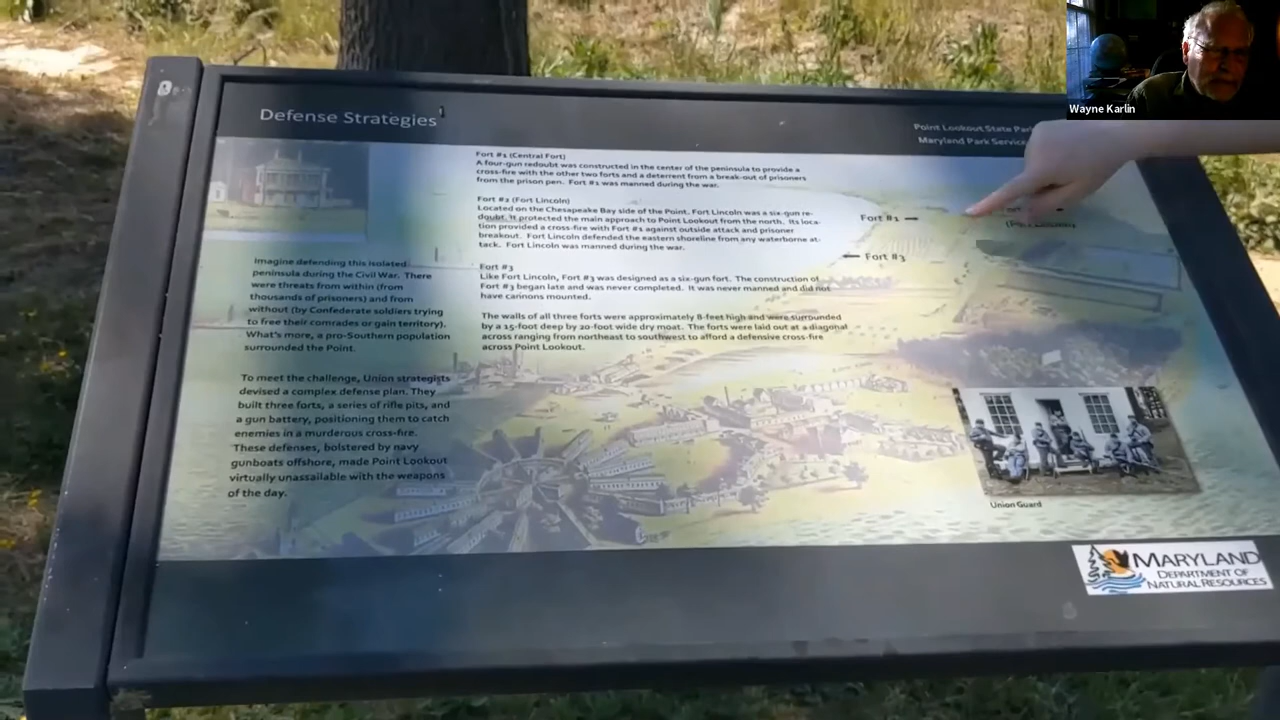 Wayne Karlin
Defense Strategies
Point Lookout State Park
Maryland Park Service
Fort #1 (Central Fort)
A four-gun redoubt was constructed in the center of the peninsula to provide a
cross-fire with the other two forts and a deterrent from a break-out of prisoners
from the prison pen. Fort #1 was manned during the war.
Fort #2 (Fort Lincoln)
Located on the Chesapeake Bay side of the Point, Fort Lincoln was a six-gun re-
doubt. It protected the main approach to Point Lookout from the north. Its loca-
tion provided a cross-fire with Fort #1 against outside attack and prisoner
breakout. Fort Lincoln defended the eastern shoreline from any waterborne at-
tack. Fort Lincoln was manned during the war.
Fort #3
Like Fort Lincoln, Fort #3 was designed as a six-gun fort. The construction of
Fort #3 began late and was never completed. It was never manned and did not
have cannons mounted.
The walls of all three forts were approximately 8-feet high and were surrounded
by a 15-foot deep by 20-foot wide dry moat. The forts were laid out at a diagonal
across ranging from northeast to southwest to afford a defensive cross-fire
across Point Lookout.
Fort #1
Fort #3
Imagine defending this isolated
peninsula during the Civil War. There
were threats from within (from
thousands of prisoners) and from
without (by Confederate soldiers trying
to free their comrades or gain territory).
What's more, a pro-Southern population
surrounded the Point.
To meet the challenge, Union strategists
devised a complex defense plan. They
built three forts, a series of rifle pits, and
a gun battery, positioning them to catch
enemies in a murderous cross-fire.
These defenses, bolstered by navy
gunboats offshore, made Point Lookout
virtually unassailable with the weapons
of the day.
Union Guard
MARYLAND
DEPARTMENT OF
NATURAL RESOURCES